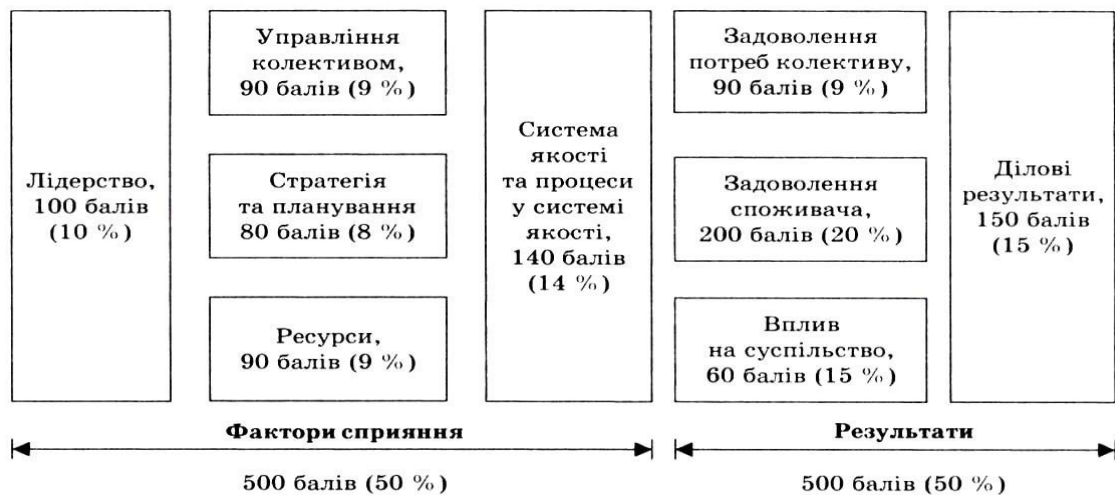 Лідерство,
100 балів
(10 %)
Управління
колективом,
90 балів (9 %)
Стратегія
та планування
80 балів (8 %)
Ресурси,
90 балів (9 %)
Система
якості
та процеси
у системі
якості,
140 балів
(14 %)
Задоволення
потреб колективу,
90 балів (9 %)
Задоволення
споживача,
200 балів (20 %)
Вплив
на суспільство,
60 балів (15 %)
Ділові
результати,
150 балів
(15 %)
Фактори сприяння
500 балів (50 %)
Результати
500 балів (50 %)